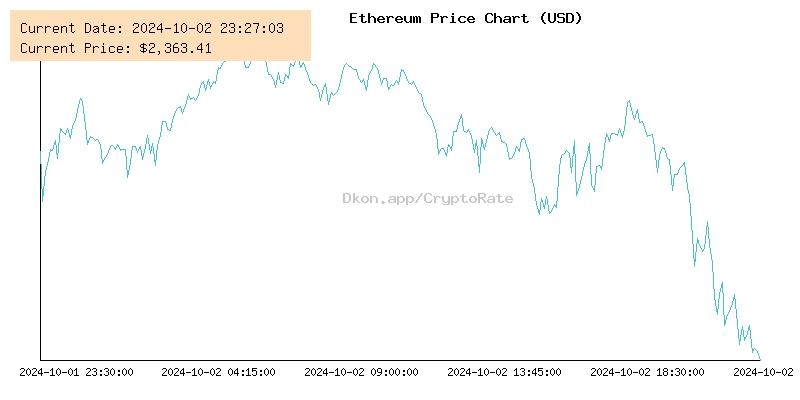 Ethereum Price Chart (USD)
Current Date: 2024-10-02 23:27:03
Current Price: $2,363.41
Dkon.app/CryptoRate
2024-10-01 23:30:00 2024-10-02 04:15:00 2024-10-02 09:00:00 2024-10-02 13:45:00 2024-10-02 18:30:00 2024-10-02